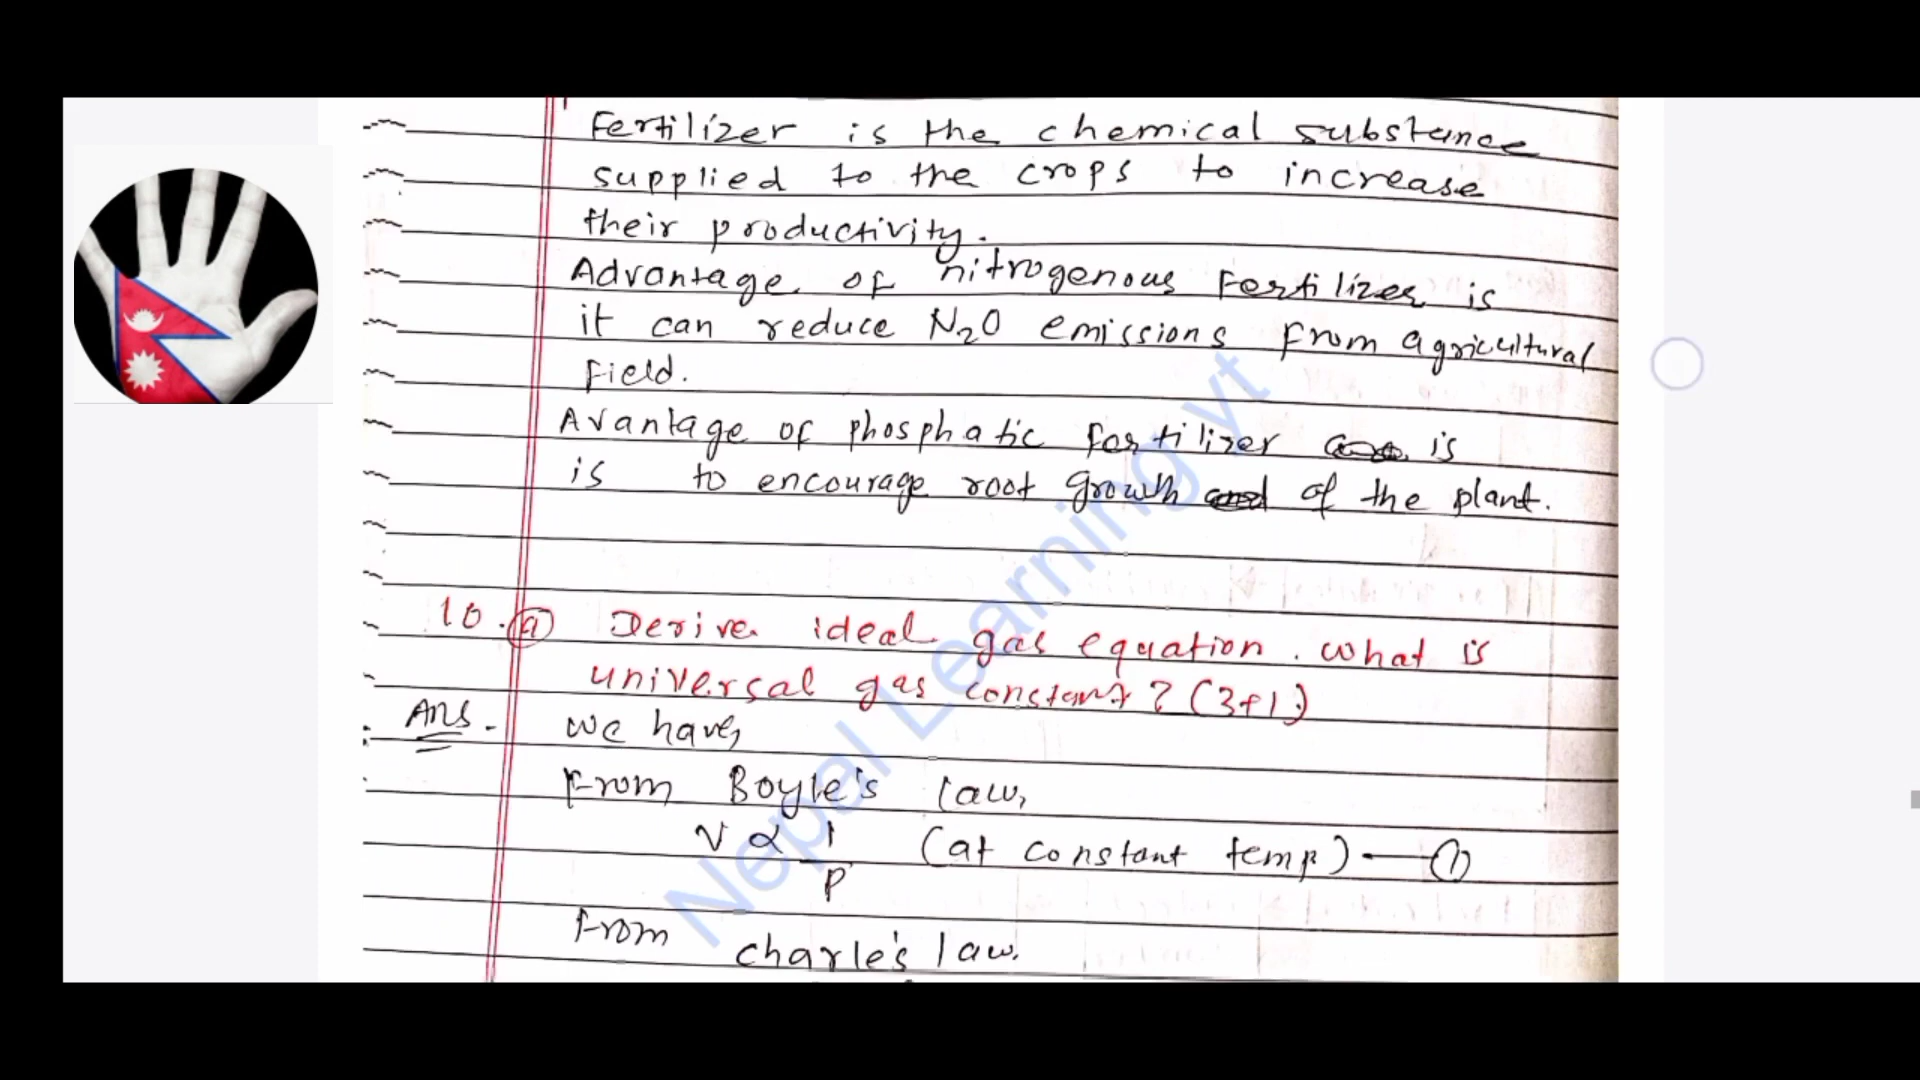 Fertilizer is the chemical substance
supplied to the crops to increase
their productivity.
Advantage of nitrogenous Fertilizer is
it can reduce N₂O emissions from agricultural
Field.
Avantage of phosphatic fertilizer is
is to encourage root growth of the plant.
10. (a) Derive ideal gas equation. what is
universal gas constant? (3+1)
Ans. we have,
From Boyle's law,
V ∝ 1/P (at constant temp) — (1)
From charle's law.
Nepal Learning yt